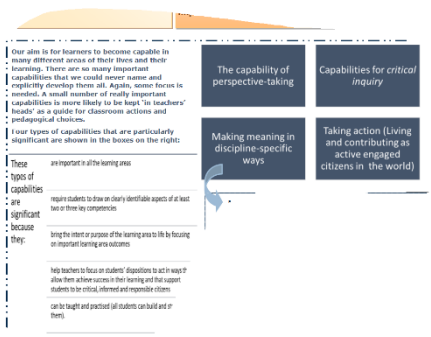 Our aim is for learners to become capable in
many different areas of their lives and their
learning. There are so many important
capabilities that we could never name and
explicitly develop them all. Again, some focus is
needed. A small number of really important
capabilities is more likely to be kept 'in teachers'
heads' as a guide for classroom actions and
pedagogical choices.
Four types of capabilities that are particularly
significant are shown in the boxes on the right:
The capability of
perspective-taking
Capabilities for critical
inquiry
Making meaning in
discipline-specific
ways
Taking action (Living
and contributing as
active engaged
citizens in the world)
These
types of
capabilities
are
significant
because
they:
are important in all the learning areas
require students to draw on clearly identifiable aspects of at least
two or three key competencies
bring the intent or purpose of the learning area to life by focusing
on important learning area outcomes
help teachers to focus on students' dispositions to act in ways
allow them achieve success in their learning and that support
students to be critical, informed and responsible citizens
can be taught and practised (all students can build and
them).